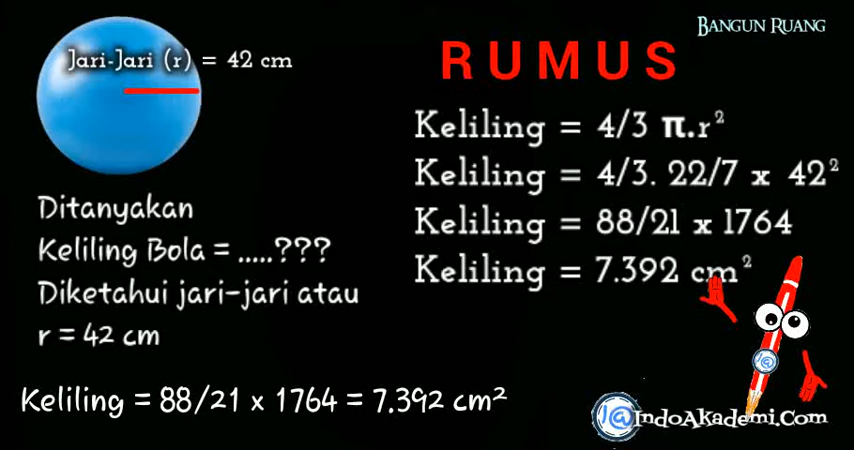 Bangun Ruang
Jari-Jari (r) = 42 cm
RUMUS
Keliling = 4/3 π.r²
Keliling = 4/3. 22/7 x 42²
Keliling = 88/21 x 1764
Keliling = 7.392 cm²
Ditanyakan
Keliling Bola = .....???
Diketahui jari-jari atau
r = 42 cm
Keliling = 88/21 x 1764 = 7.392 cm²
IndoAkademi.Com